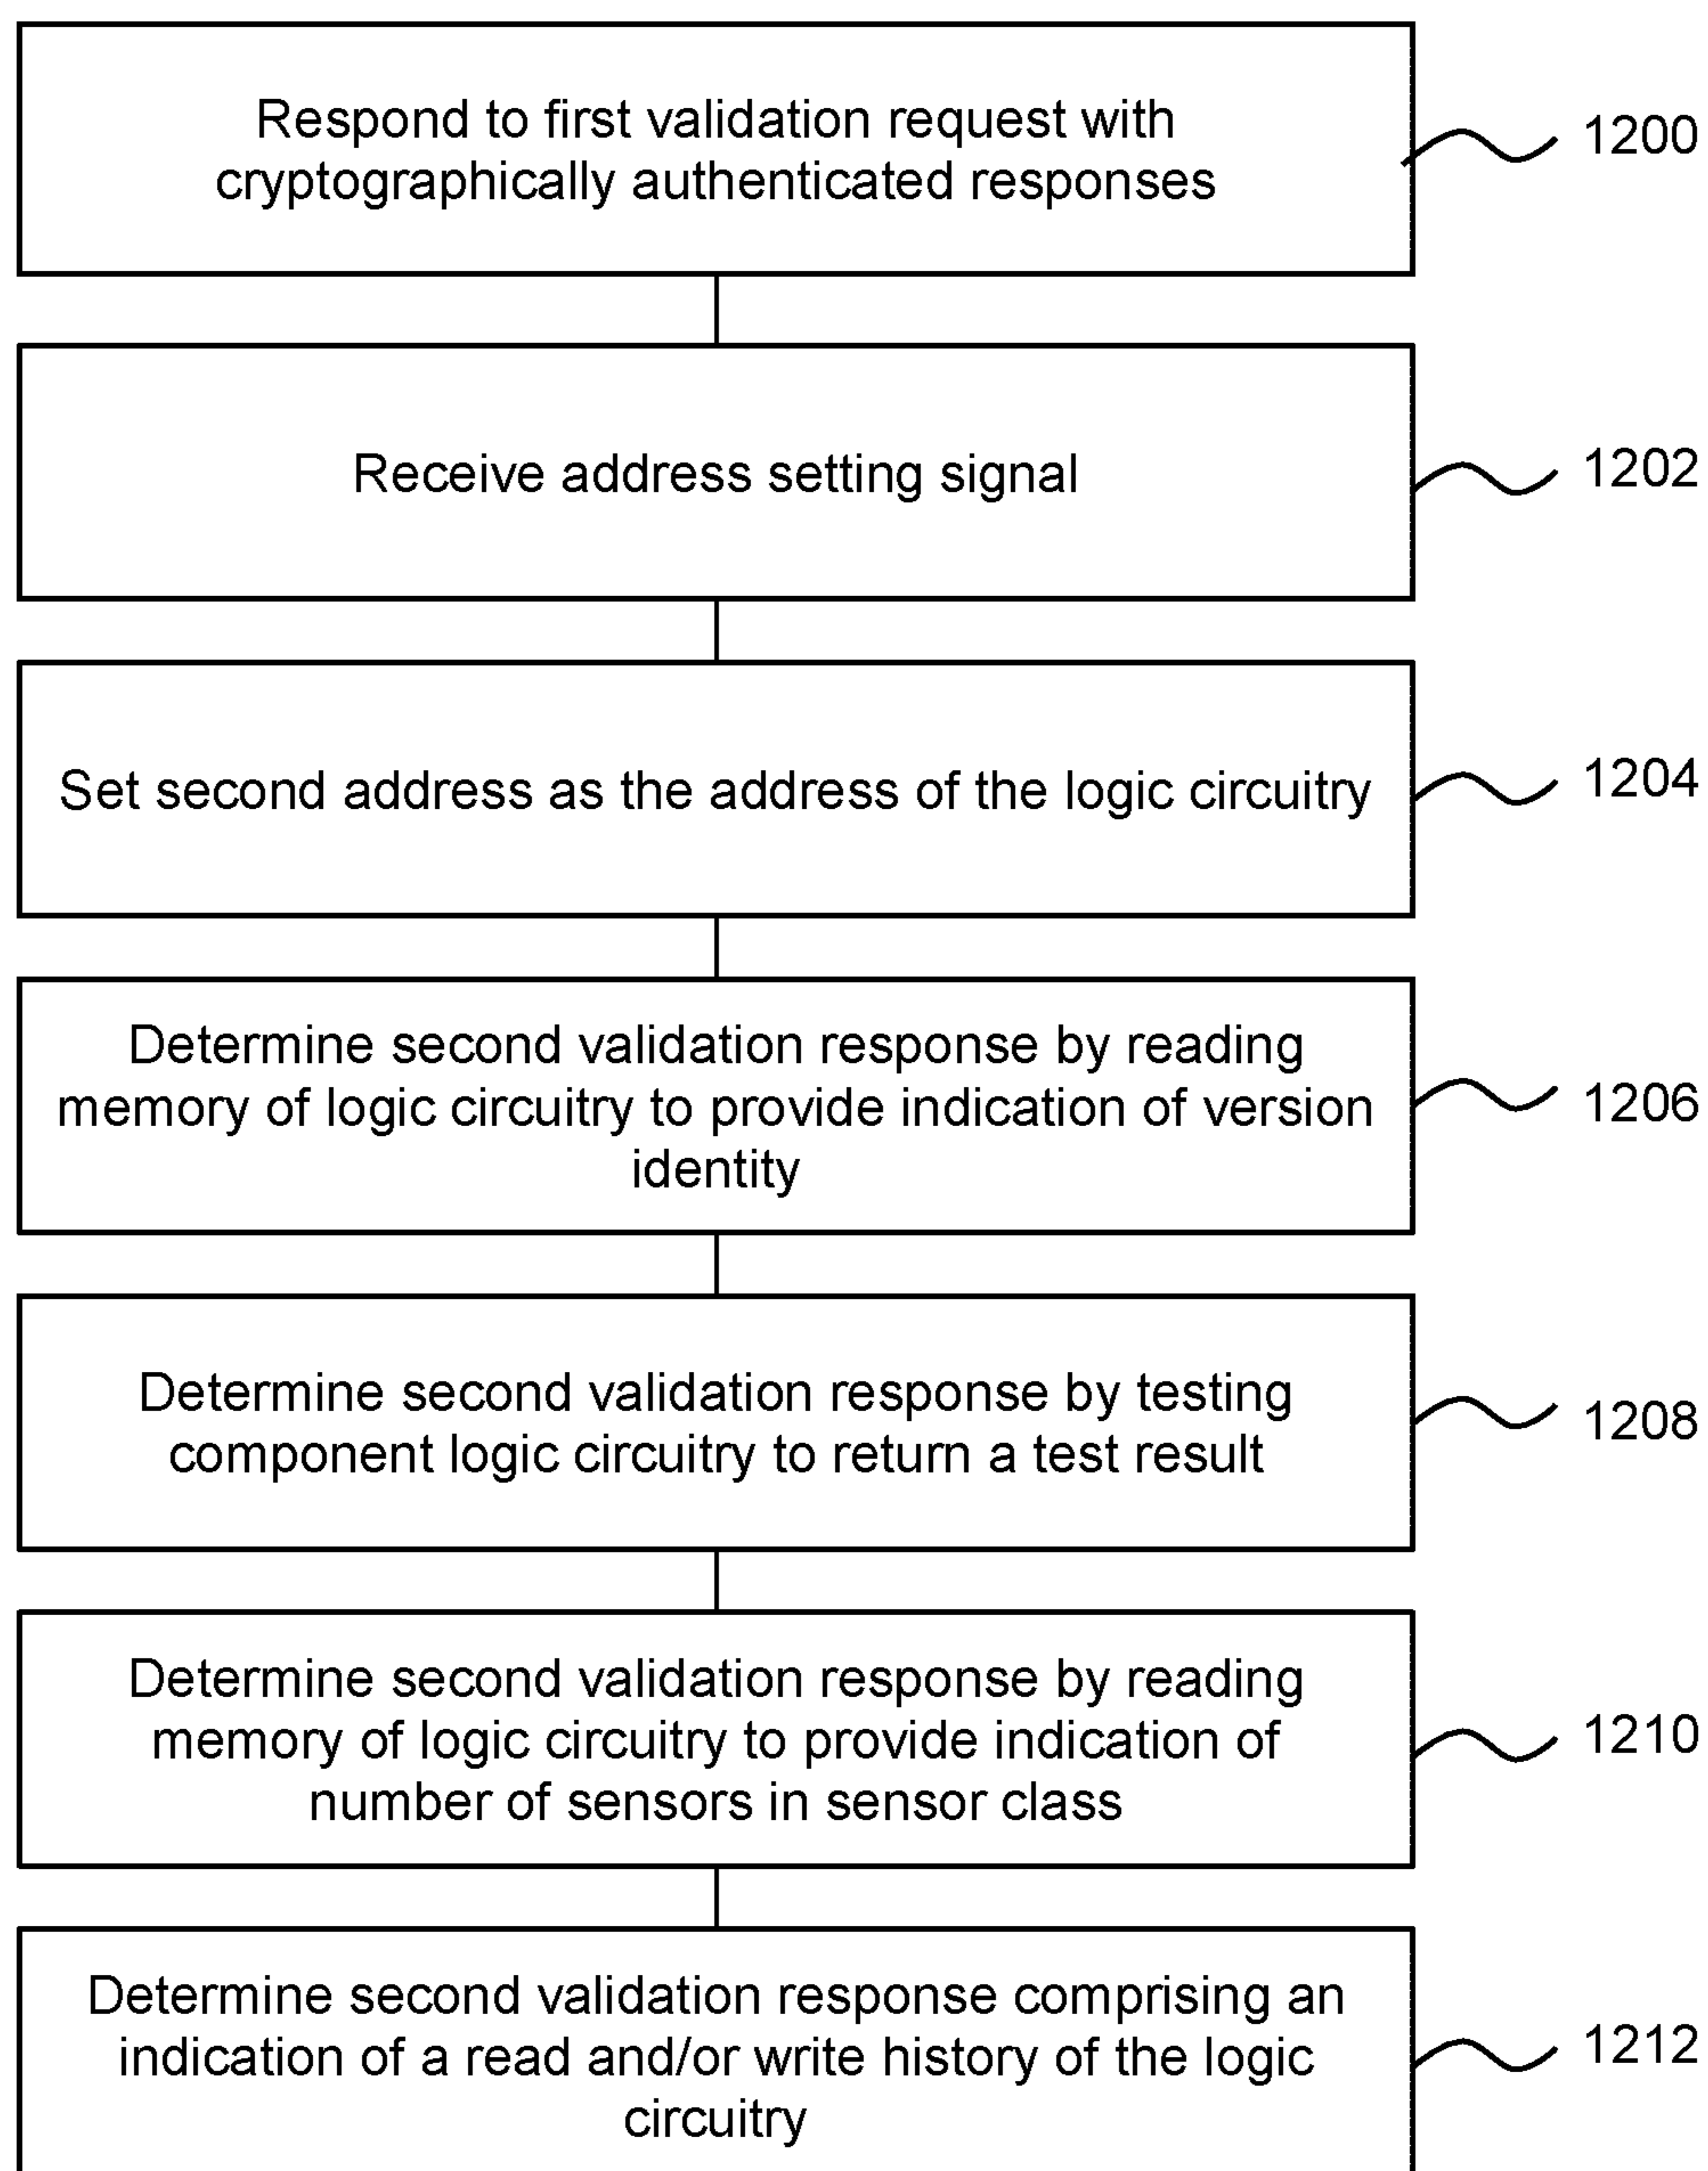 Respond to first validation request with
cryptographically authenticated responses
1200
Receive address setting signal
1202
Set second address as the address of the logic circuitry
1204
Determine second validation response by reading
memory of logic circuitry to provide indication of version
identity
1206
Determine second validation response by testing
component logic circuitry to return a test result
1208
Determine second validation response by reading
memory of logic circuitry to provide indication of
number of sensors in sensor class
1210
Determine second validation response comprising an
indication of a read and/or write history of the logic
circuitry
1212